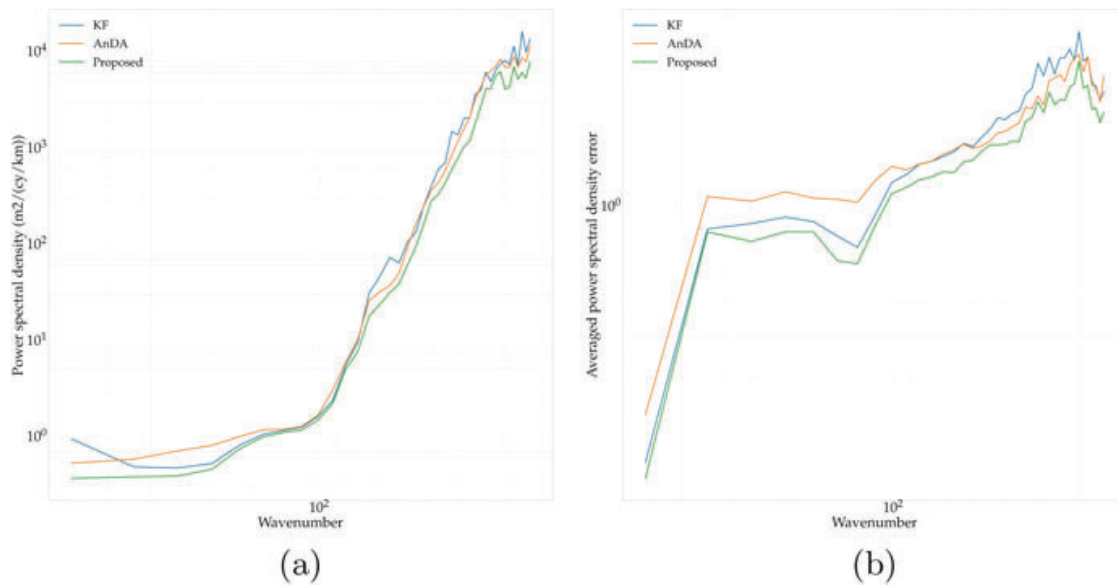 KF
AnDA
Proposed
Power spectral density (m2/(cy/km))
10^4
10^3
10^2
10^1
10^0
10^2
Wavenumber
(a)
KF
AnDA
Proposed
Averaged power spectral density error
10^0
10^2
Wavenumber
(b)